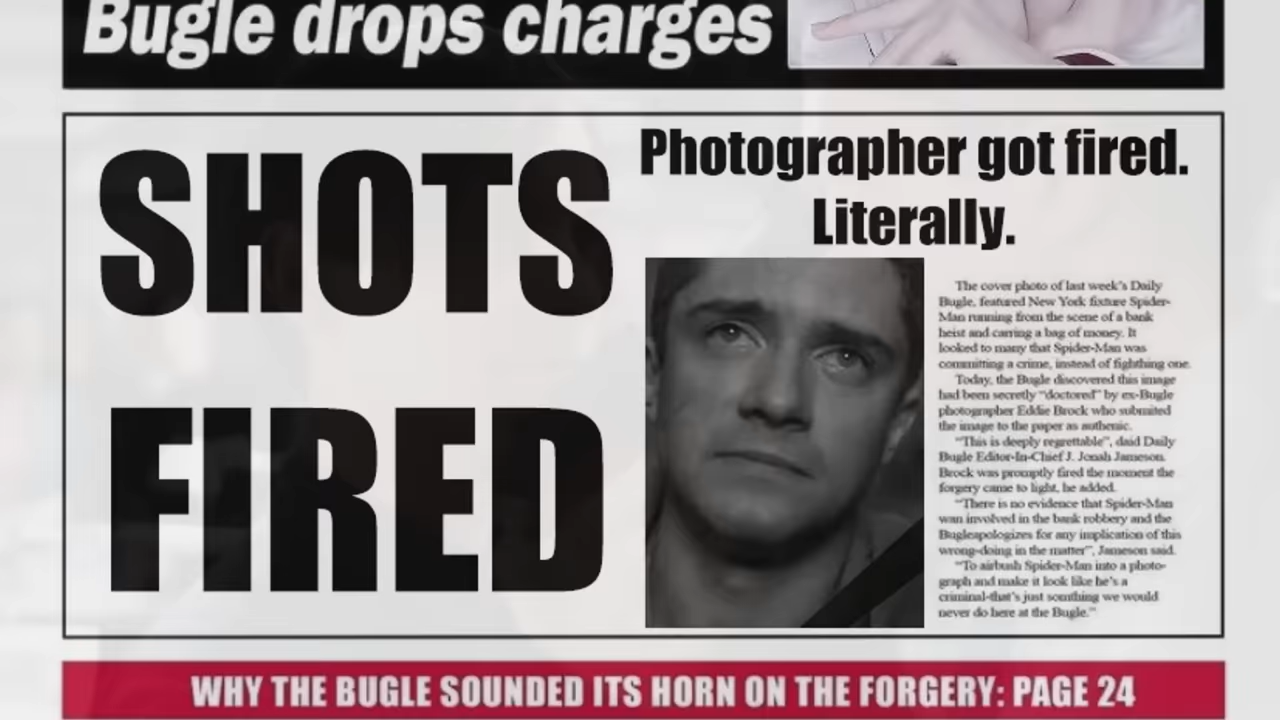 Bugle drops charges
SHOTS
FIRED
Photographer got fired.
Literally.
The cover photo of last week's Daily
Bugle, featured New York fixture Spider-
Man running from the scene of a bank
heist and carring a bag of money. It
looked to many that Spider-Man was
committing a crime, instead of fighthing one.
Today, the Bugle discovered this image
had been secretly "doctored" by ex-Bugle
photographer Eddie Brock who submited
the image to the paper as authenic.
"This is deeply regrettable", daid Daily
Bugle Editor-In-Chief J. Jonah Jameson.
Brock was promptly fired the moment the
forgery came to light, he added.
"There is no evidence that Spider-Man
wan involved in the bank robbery and the
Bugleapologizes for any implication of this
wrong-doing in the matter", Jameson said.
"To airbush Spider-Man into a photo-
graph and make it look like he's a
criminal-that's just somthing we would
never do here at the Bugle."
WHY THE BUGLE SOUNDED ITS HORN ON THE FORGERY: PAGE 24